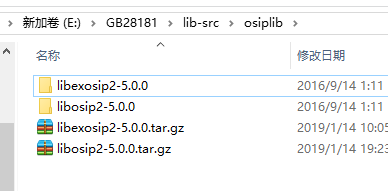 新加卷 (E:) > GB28181 > lib-src > osiplib >
名称 修改日期
libexosip2-5.0.0 2016/9/14 1:11
libosip2-5.0.0 2016/9/14 1:11
libexosip2-5.0.0.tar.gz 2019/1/14 10:05
libosip2-5.0.0.tar.gz 2019/1/14 19:23